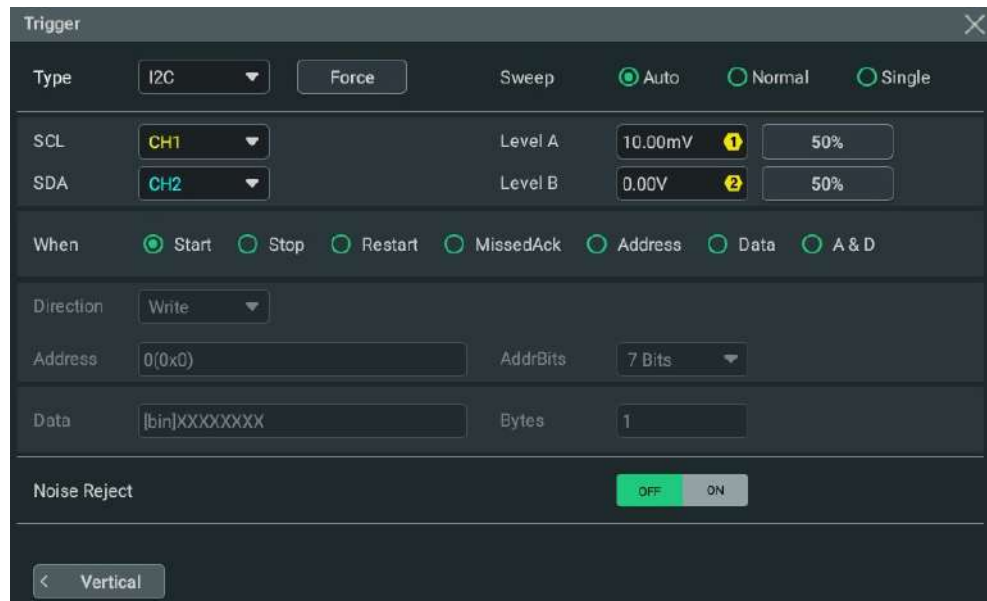 Trigger
Type I2C Force Sweep Auto Normal Single
SCL CH1 Level A 10.00mV 1 50%
SDA CH2 Level B 0.00V 2 50%
When Start Stop Restart MissedAck Address Data A & D
Direction Write
Address 0(0x0) AddrBits 7 Bits
Data [bin]XXXXXXXX Bytes 1
Noise Reject OFF ON
< Vertical